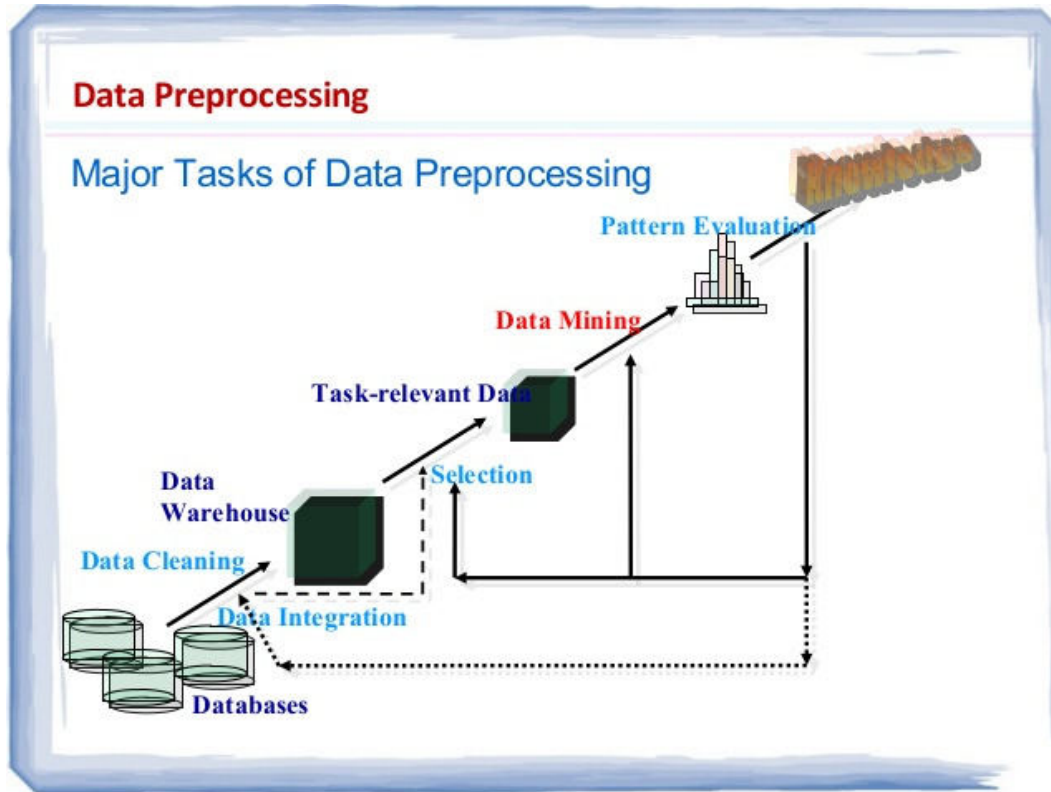 Data Preprocessing
Major Tasks of Data Preprocessing
Knowledge
Pattern Evaluation
Data Mining
Task-relevant Data
Selection
Data
Warehouse
Data Cleaning
Data Integration
Databases